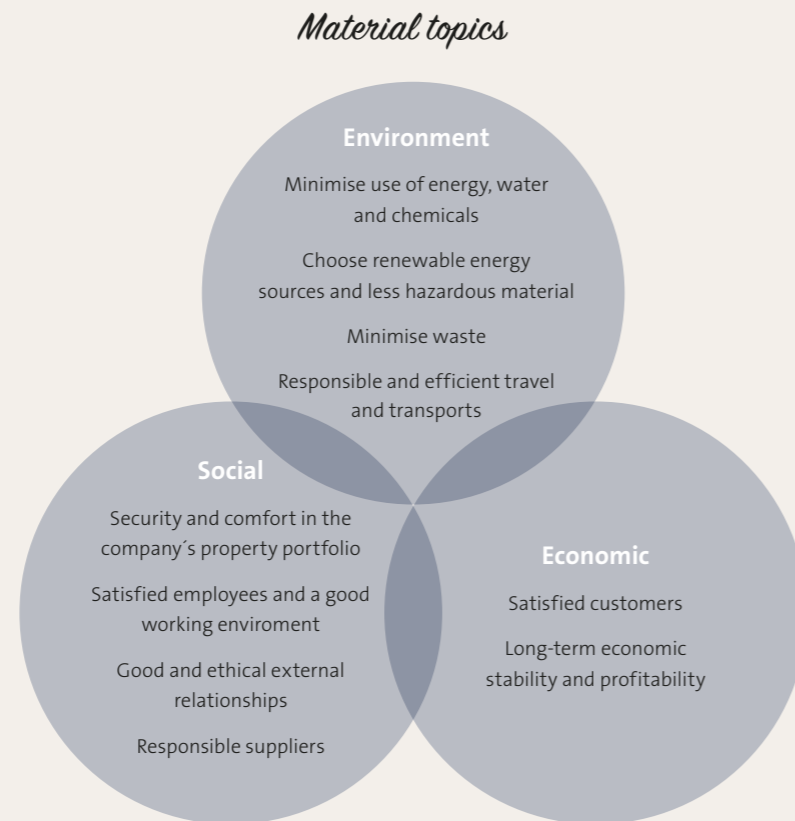 Material topics
Environment
Minimise use of energy, water
and chemicals
Choose renewable energy
sources and less hazardous material
Minimise waste
Responsible and efficient travel
and transports
Social
Security and comfort in the
company´s property portfolio
Satisfied employees and a good
working enviroment
Good and ethical external
relationships
Responsible suppliers
Economic
Satisfied customers
Long-term economic
stability and profitability